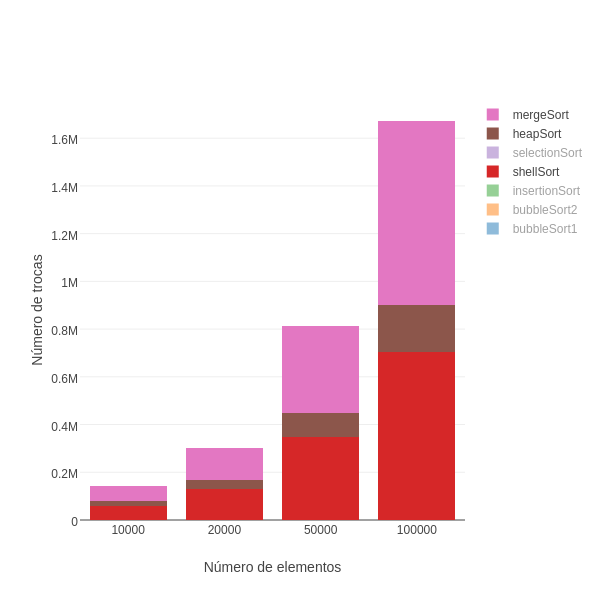 mergeSort
heapSort
selectionSort
shellSort
insertionSort
bubbleSort2
bubbleSort1
Número de trocas
1.6M
1.4M
1.2M
1M
0.8M
0.6M
0.4M
0.2M
0
10000 20000 50000 100000
Número de elementos